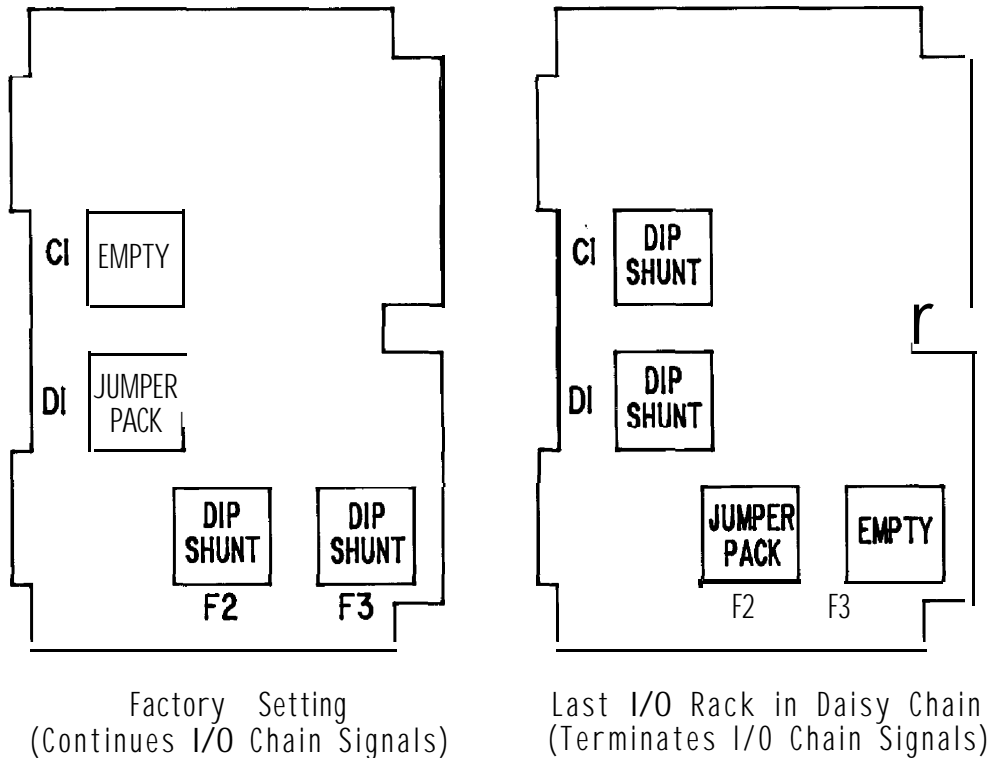 CI
EMPTY
DI
JUMPER
PACK
DIP
SHUNT
DIP
SHUNT
F2
F3
Factory Setting
(Continues I/O Chain Signals)
CI
DIP
SHUNT
DI
DIP
SHUNT
JUMPER
PACK
EMPTY
F2
F3
Last I/O Rack in Daisy Chain
(Terminates I/O Chain Signals)